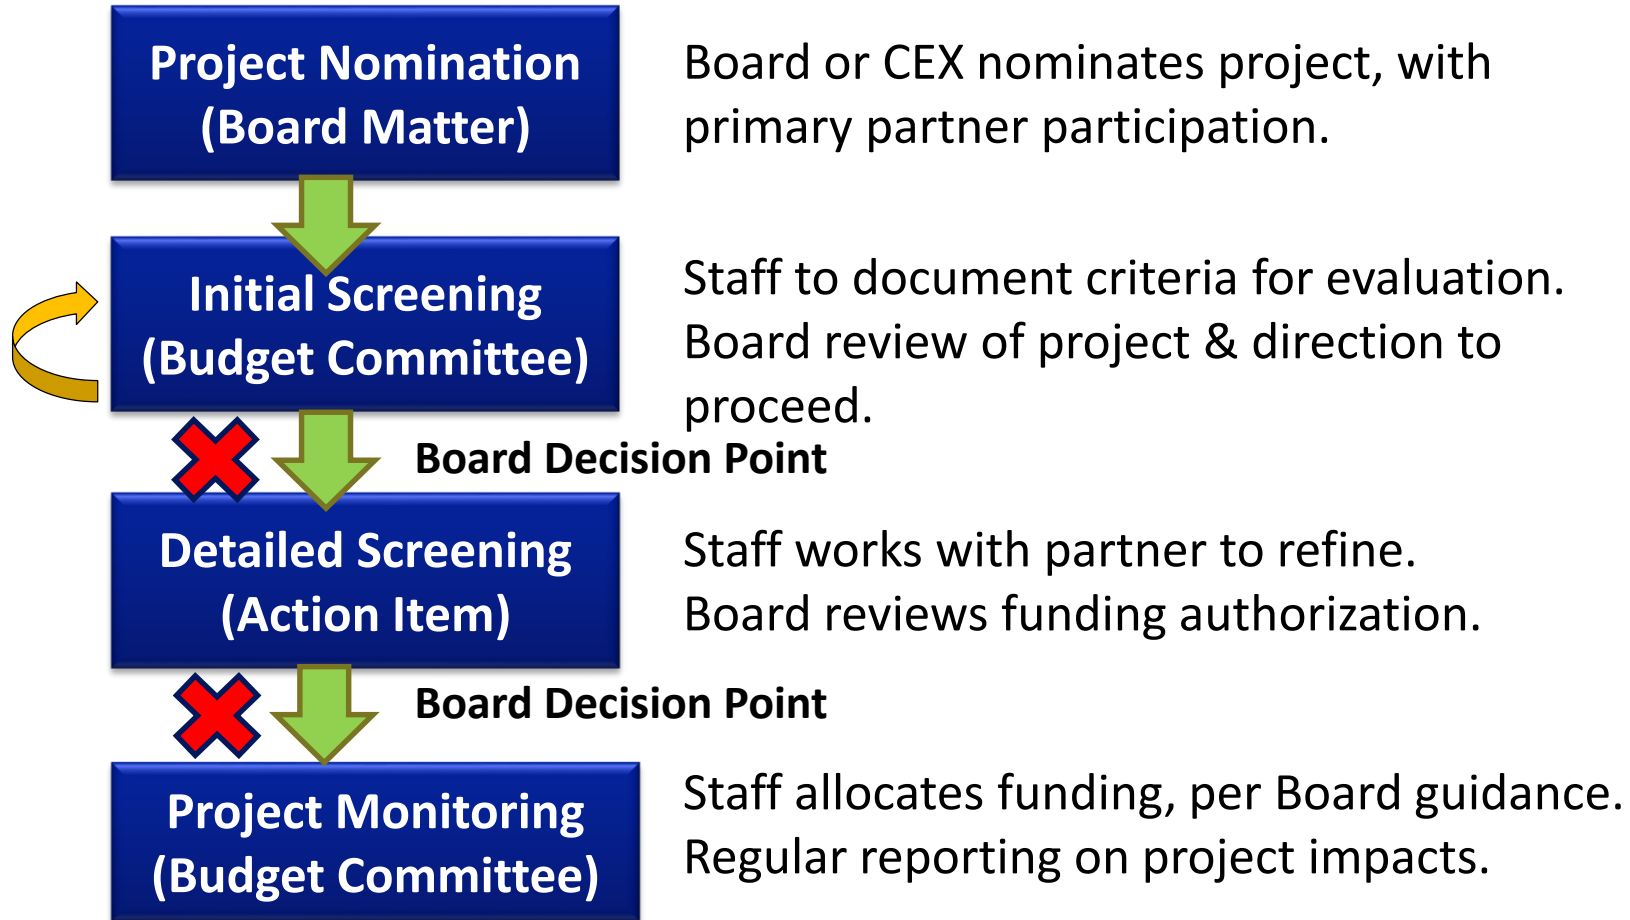 Project Nomination
(Board Matter)
Board or CEX nominates project, with
primary partner participation.
Initial Screening
(Budget Committee)
Staff to document criteria for evaluation.
Board review of project & direction to
proceed.
Board Decision Point
Detailed Screening
(Action Item)
Staff works with partner to refine.
Board reviews funding authorization.
Board Decision Point
Project Monitoring
(Budget Committee)
Staff allocates funding, per Board guidance.
Regular reporting on project impacts.